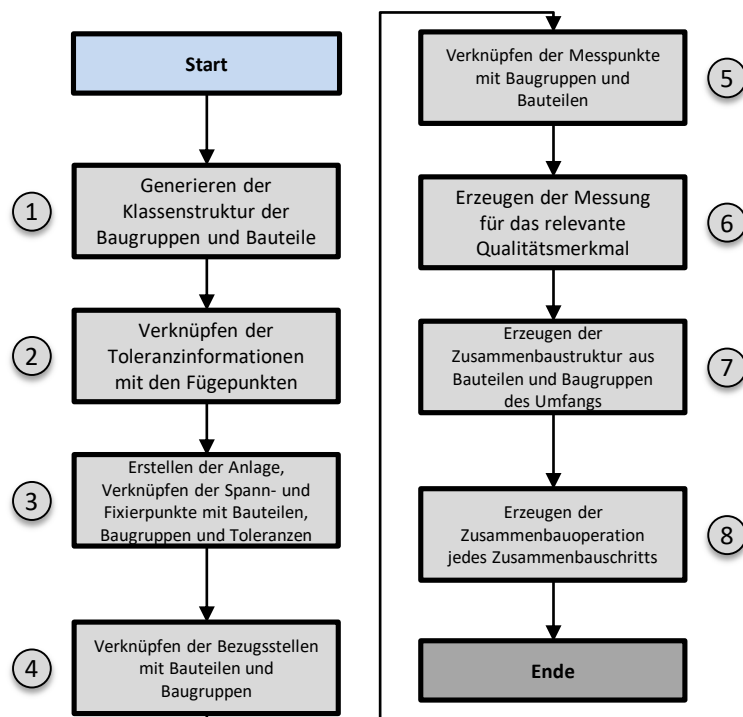 Start
1
Generieren der
Klassenstruktur der
Baugruppen und Bauteile
2
Verknüpfen der
Toleranzinformationen
mit den Fügepunkten
3
Erstellen der Anlage,
Verknüpfen der Spann- und
Fixierpunkte mit Bauteilen,
Baugruppen und Toleranzen
4
Verknüpfen der Bezugsstellen
mit Bauteilen und
Baugruppen
Verknüpfen der Messpunkte
mit Baugruppen und
Bauteilen
5
Erzeugen der Messung
für das relevante
Qualitätsmerkmal
6
Erzeugen der
Zusammenbaustruktur aus
Bauteilen und Baugruppen
des Umfangs
7
Erzeugen der
Zusammenbauoperation
jedes Zusammenbauschritts
8
Ende